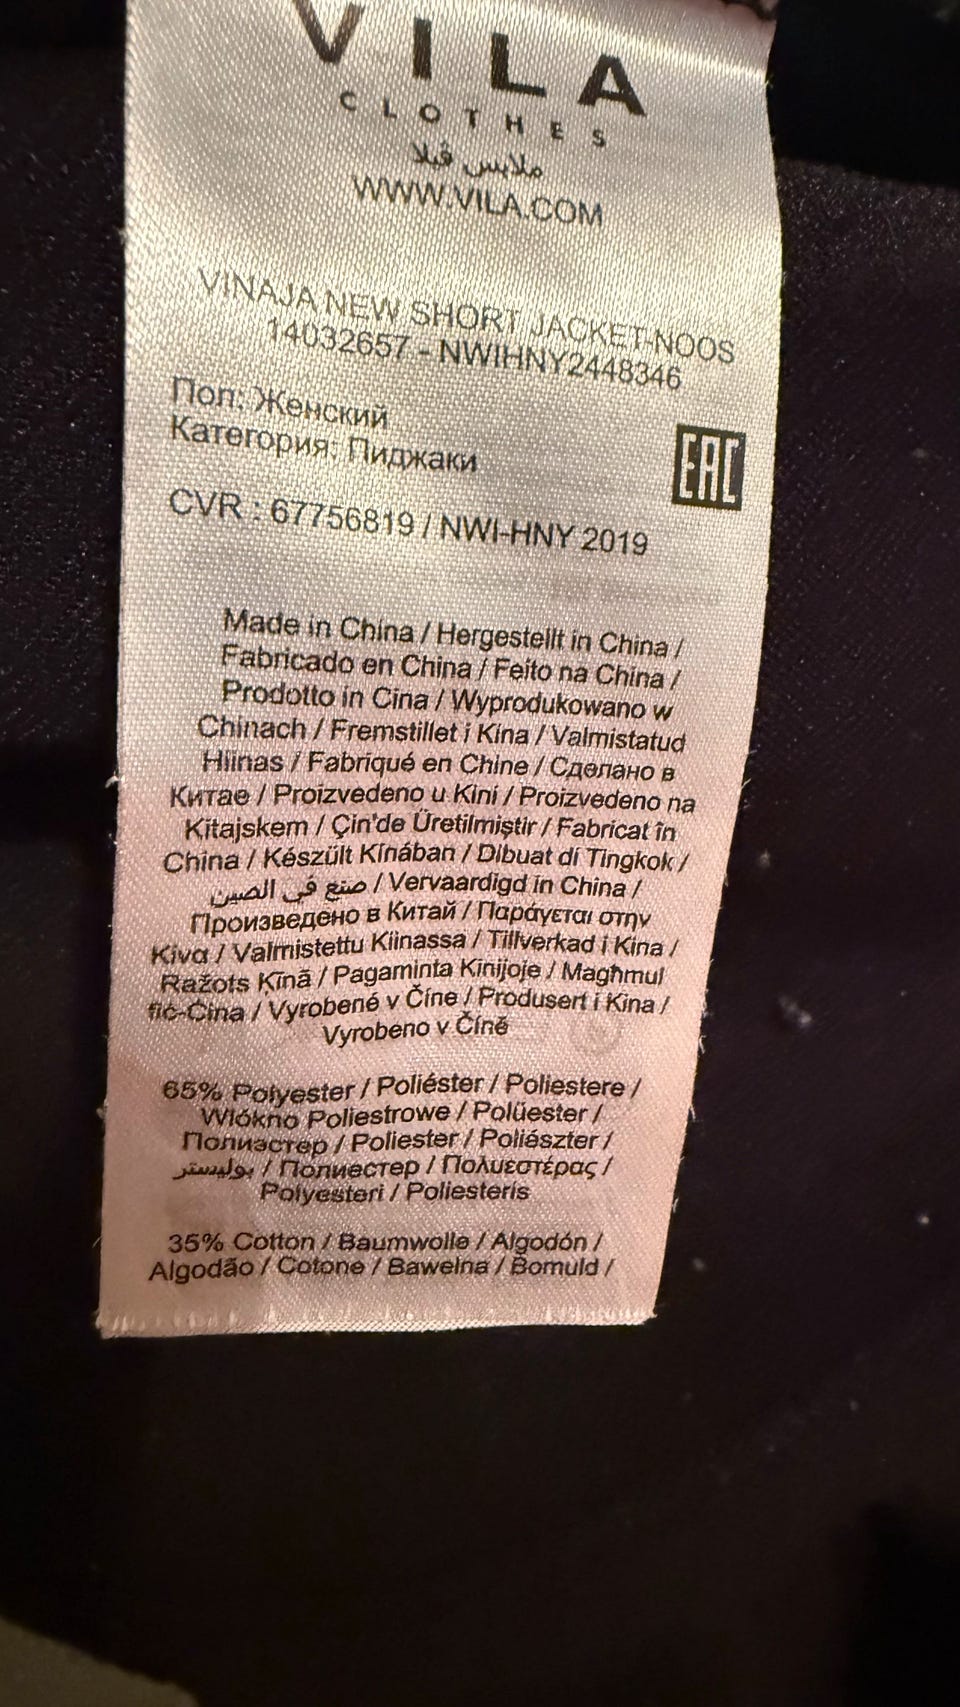 VILA
CLOTHES
ملابس ڤيلا
WWW.VILA.COM
VINAJA NEW SHORT JACKET-NOOS
14032657 - NWIHNY2448346
Пол: Женский
Категория: Пиджаки
EAC
CVR : 67756819 / NWI-HNY 2019
Made in China / Hergestellt in China /
Fabricado en China / Feito na China /
Prodotto in Cina / Wyprodukowano w
Chinach / Fremstillet i Kina / Valmistatud
Hiinas / Fabriqué en Chine / Сделано в
Китае / Proizvedeno u Kini / Proizvedeno na
Kitajskem / Çin'de Üretilmiştir / Fabricat în
China / Készült Kínában / Dibuat di Tingkok /
صنع في الصين / Vervaardigd in China /
Произведено в Китай / Παράγεται στην
Κίνα / Valmistettu Kiinassa / Tillverkad i Kina /
Ražots Ķīnā / Pagaminta Kinijoje / Magħmul
fiċ-Ċina / Vyrobené v Číne / Produsert i Kina /
Vyrobeno v Číně
65% Polyester / Poliéster / Poliestere /
Włókno Poliestrowe / Polüester /
Полиэстер / Poliester / Poliészter /
بوليستر / Полиестер / Πολυεστέρας /
Polyesteri / Poliesteris
35% Cotton / Baumwolle / Algodón /
Algodão / Cotone / Bawełna / Bomuld /